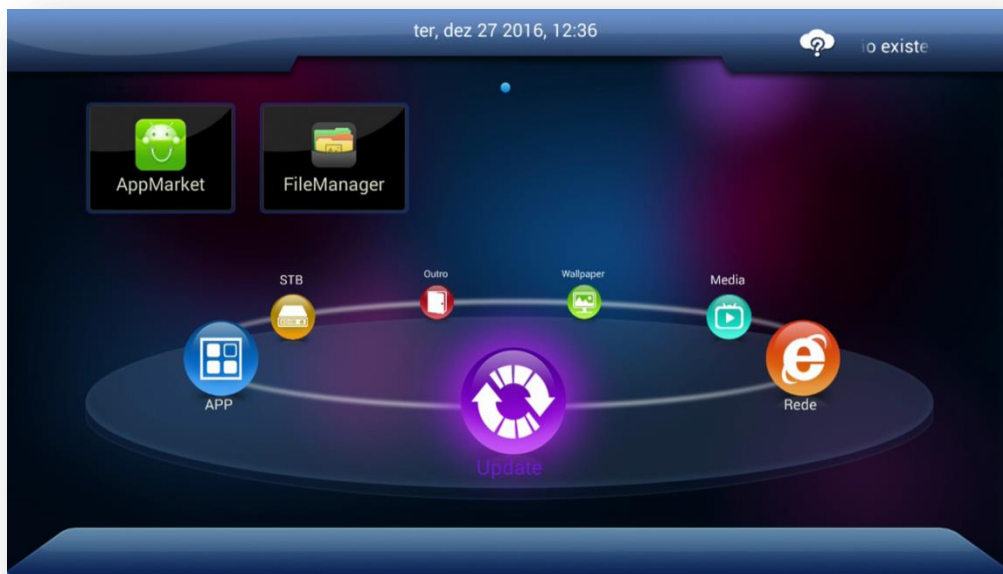 ter, dez 27 2016, 12:36
io existe
AppMarket
FileManager
STB
Outro
Wallpaper
Media
APP
Rede
Update